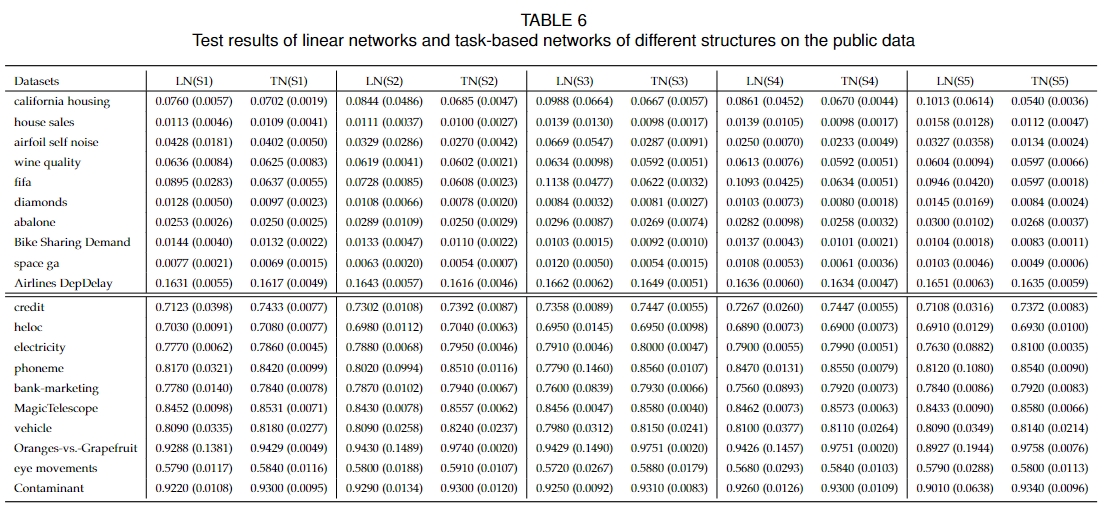 TABLE 6
Test results of linear networks and task-based networks of different structures on the public data
Datasets LN(S1) TN(S1) LN(S2) TN(S2) LN(S3) TN(S3) LN(S4) TN(S4) LN(S5) TN(S5)
california housing 0.0760 (0.0057) 0.0702 (0.0019) 0.0844 (0.0486) 0.0685 (0.0047) 0.0988 (0.0664) 0.0667 (0.0057) 0.0861 (0.0452) 0.0670 (0.0044) 0.1013 (0.0614) 0.0540 (0.0036)
house sales 0.0113 (0.0046) 0.0109 (0.0041) 0.0111 (0.0037) 0.0100 (0.0027) 0.0139 (0.0130) 0.0098 (0.0017) 0.0139 (0.0105) 0.0098 (0.0017) 0.0158 (0.0128) 0.0112 (0.0047)
airfoil self noise 0.0428 (0.0181) 0.0402 (0.0050) 0.0329 (0.0286) 0.0270 (0.0042) 0.0669 (0.0547) 0.0287 (0.0091) 0.0250 (0.0070) 0.0233 (0.0049) 0.0327 (0.0358) 0.0134 (0.0024)
wine quality 0.0636 (0.0084) 0.0625 (0.0083) 0.0619 (0.0041) 0.0602 (0.0021) 0.0634 (0.0098) 0.0592 (0.0051) 0.0613 (0.0076) 0.0592 (0.0051) 0.0604 (0.0094) 0.0597 (0.0066)
fifa 0.0895 (0.0283) 0.0637 (0.0055) 0.0728 (0.0085) 0.0608 (0.0023) 0.1138 (0.0477) 0.0622 (0.0032) 0.1093 (0.0425) 0.0634 (0.0051) 0.0946 (0.0420) 0.0597 (0.0018)
diamonds 0.0128 (0.0050) 0.0097 (0.0023) 0.0108 (0.0066) 0.0078 (0.0020) 0.0084 (0.0032) 0.0081 (0.0027) 0.0103 (0.0073) 0.0080 (0.0018) 0.0145 (0.0169) 0.0084 (0.0024)
abalone 0.0253 (0.0026) 0.0250 (0.0025) 0.0289 (0.0109) 0.0250 (0.0029) 0.0296 (0.0087) 0.0269 (0.0074) 0.0282 (0.0098) 0.0258 (0.0032) 0.0300 (0.0102) 0.0268 (0.0037)
Bike Sharing Demand 0.0144 (0.0040) 0.0132 (0.0022) 0.0133 (0.0047) 0.0110 (0.0022) 0.0103 (0.0015) 0.0092 (0.0010) 0.0137 (0.0043) 0.0101 (0.0021) 0.0104 (0.0018) 0.0083 (0.0011)
space ga 0.0077 (0.0021) 0.0069 (0.0015) 0.0063 (0.0020) 0.0054 (0.0007) 0.0120 (0.0050) 0.0054 (0.0015) 0.0108 (0.0053) 0.0061 (0.0036) 0.0103 (0.0046) 0.0049 (0.0006)
Airlines DepDelay 0.1631 (0.0055) 0.1617 (0.0049) 0.1643 (0.0057) 0.1616 (0.0046) 0.1662 (0.0062) 0.1649 (0.0051) 0.1636 (0.0060) 0.1634 (0.0047) 0.1651 (0.0063) 0.1635 (0.0059)
credit 0.7123 (0.0398) 0.7433 (0.0077) 0.7302 (0.0108) 0.7392 (0.0087) 0.7358 (0.0089) 0.7447 (0.0055) 0.7267 (0.0260) 0.7447 (0.0055) 0.7108 (0.0316) 0.7372 (0.0083)
heloc 0.7030 (0.0091) 0.7080 (0.0077) 0.6980 (0.0112) 0.7040 (0.0063) 0.6950 (0.0145) 0.6950 (0.0098) 0.6890 (0.0073) 0.6900 (0.0073) 0.6910 (0.0129) 0.6930 (0.0100)
electricity 0.7770 (0.0062) 0.7860 (0.0045) 0.7880 (0.0068) 0.7950 (0.0046) 0.7910 (0.0046) 0.8000 (0.0047) 0.7900 (0.0055) 0.7990 (0.0051) 0.7630 (0.0882) 0.8100 (0.0035)
phoneme 0.8170 (0.0321) 0.8420 (0.0099) 0.8020 (0.0994) 0.8510 (0.0116) 0.7790 (0.1460) 0.8560 (0.0107) 0.8470 (0.0131) 0.8550 (0.0079) 0.8120 (0.1080) 0.8540 (0.0090)
bank-marketing 0.7780 (0.0140) 0.7840 (0.0078) 0.7870 (0.0102) 0.7940 (0.0067) 0.7600 (0.0839) 0.7930 (0.0066) 0.7560 (0.0893) 0.7920 (0.0073) 0.7840 (0.0086) 0.7920 (0.0083)
MagicTelescope 0.8452 (0.0098) 0.8531 (0.0071) 0.8430 (0.0078) 0.8557 (0.0062) 0.8456 (0.0047) 0.8580 (0.0040) 0.8462 (0.0073) 0.8573 (0.0063) 0.8433 (0.0090) 0.8580 (0.0066)
vehicle 0.8090 (0.0335) 0.8180 (0.0277) 0.8090 (0.0258) 0.8240 (0.0237) 0.7980 (0.0312) 0.8150 (0.0241) 0.8100 (0.0377) 0.8110 (0.0264) 0.8090 (0.0349) 0.8140 (0.0214)
Oranges-vs.-Grapefruit 0.9288 (0.1381) 0.9429 (0.0049) 0.9430 (0.1489) 0.9740 (0.0020) 0.9429 (0.1490) 0.9751 (0.0020) 0.9426 (0.1457) 0.9751 (0.0020) 0.8927 (0.1944) 0.9758 (0.0076)
eye movements 0.5790 (0.0117) 0.5840 (0.0116) 0.5800 (0.0188) 0.5910 (0.0107) 0.5720 (0.0267) 0.5880 (0.0179) 0.5680 (0.0293) 0.5840 (0.0103) 0.5790 (0.0288) 0.5800 (0.0113)
Contaminant 0.9220 (0.0108) 0.9300 (0.0095) 0.9290 (0.0134) 0.9300 (0.0120) 0.9250 (0.0092) 0.9310 (0.0083) 0.9260 (0.0126) 0.9300 (0.0109) 0.9010 (0.0638) 0.9340 (0.0096)